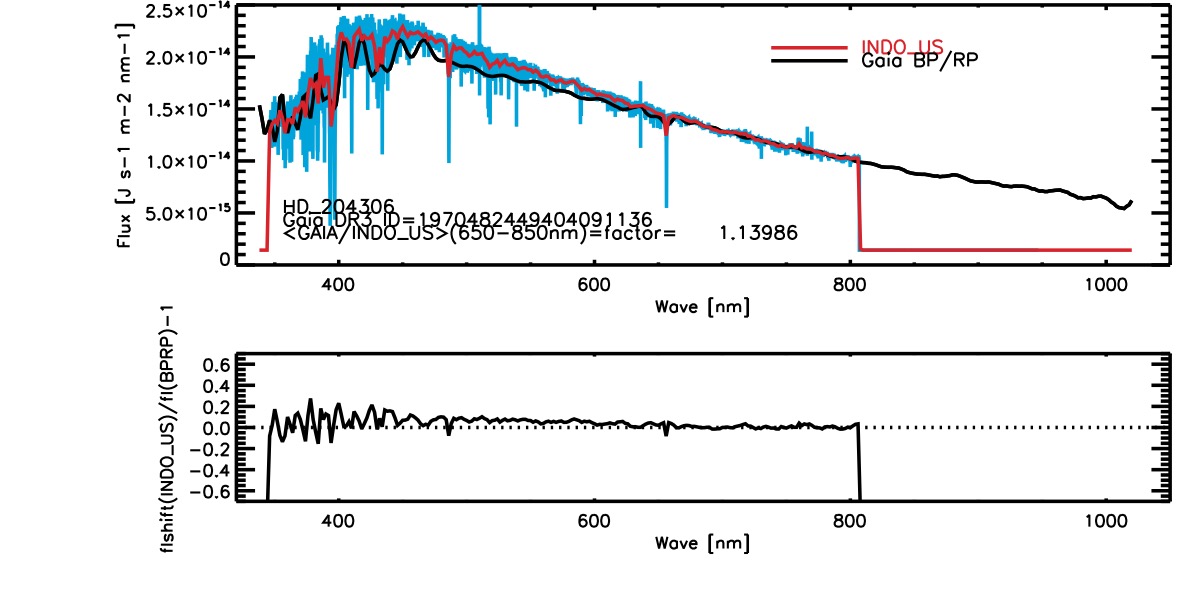 2.5×10−14
2.0×10−14
1.5×10−14
1.0×10−14
5.0×10−15
0
Flux [J s−1 m−2 nm−1]
INDO_US
Gaia BP/RP
HD_204306
Gaia DR3 ID=1970482449404091136
<GAIA/INDO_US>(650−850nm)=factor= 1.13986
400 600 800 1000
Wave [nm]
flshift(INDO_US)/fl(BPRP)−1
0.6
0.4
0.2
0.0
−0.2
−0.4
−0.6
400 600 800 1000
Wave [nm]